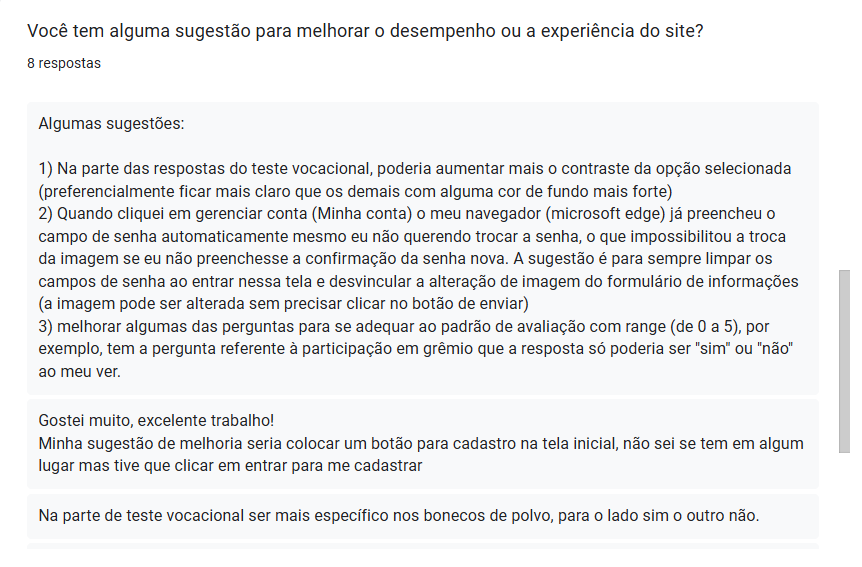 Você tem alguma sugestão para melhorar o desempenho ou a experiência do site?
8 respostas
Algumas sugestões:
1) Na parte das respostas do teste vocacional, poderia aumentar mais o contraste da opção selecionada
(preferencialmente ficar mais claro que os demais com alguma cor de fundo mais forte)
2) Quando cliquei em gerenciar conta (Minha conta) o meu navegador (microsoft edge) já preencheu o
campo de senha automaticamente mesmo eu não querendo trocar a senha, o que impossibilitou a troca
da imagem se eu não preenchesse a confirmação da senha nova. A sugestão é para sempre limpar os
campos de senha ao entrar nessa tela e desvincular a alteração de imagem do formulário de informações
(a imagem pode ser alterada sem precisar clicar no botão de enviar)
3) melhorar algumas das perguntas para se adequar ao padrão de avaliação com range (de 0 a 5), por
exemplo, tem a pergunta referente à participação em grêmio que a resposta só poderia ser "sim" ou "não"
ao meu ver.
Gostei muito, excelente trabalho!
Minha sugestão de melhoria seria colocar um botão para cadastro na tela inicial, não sei se tem em algum
lugar mas tive que clicar em entrar para me cadastrar
Na parte de teste vocacional ser mais específico nos bonecos de polvo, para o lado sim o outro não.